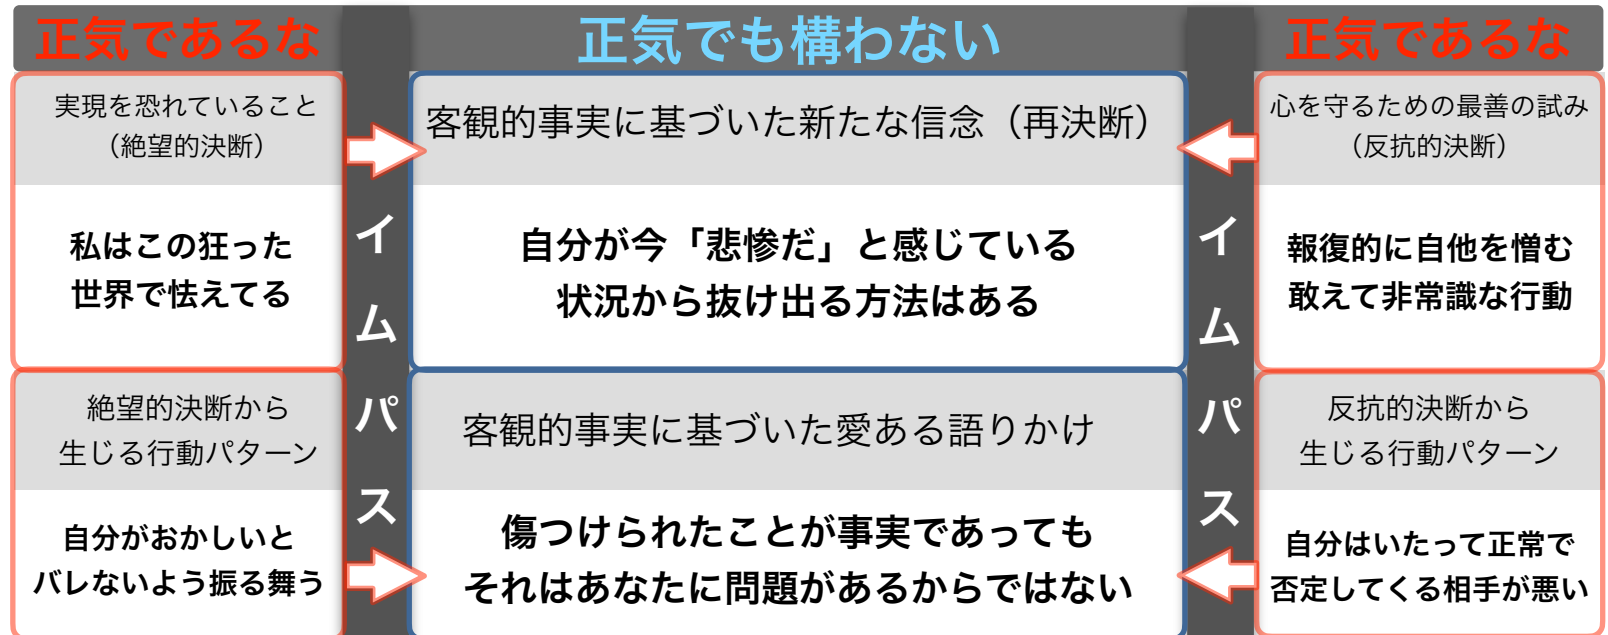 正気であるな
正気でも構わない
正気であるな
実現を恐れていること
（絶望的決断）
客観的事実に基づいた新たな信念（再決断）
心を守るための最善の試み
（反抗的決断）
私はこの狂った
世界で怯えてる
イムパス
自分が今「悲惨だ」と感じている
状況から抜け出る方法はある
イムパス
報復的に自他を憎む
敢えて非常識な行動
絶望的決断から
生じる行動パターン
客観的事実に基づいた愛ある語りかけ
反抗的決断から
生じる行動パターン
自分がおかしいと
バレないよう振る舞う
傷つけられたことが事実であっても
それはあなたに問題があるからではない
自分はいたって正常で
否定してくる相手が悪い